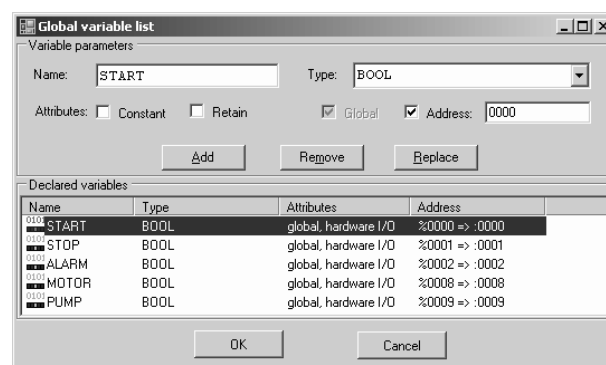 Global variable list
Variable parameters
Name: START Type: BOOL
Attributes: Constant Retain Global Address: 0000
Add Remove Replace
Declared variables
Name Type Attributes Address
START BOOL global, hardware I/O %0000 => :0000
STOP BOOL global, hardware I/O %0001 => :0001
ALARM BOOL global, hardware I/O %0002 => :0002
MOTOR BOOL global, hardware I/O %0008 => :0008
PUMP BOOL global, hardware I/O %0009 => :0009
OK Cancel